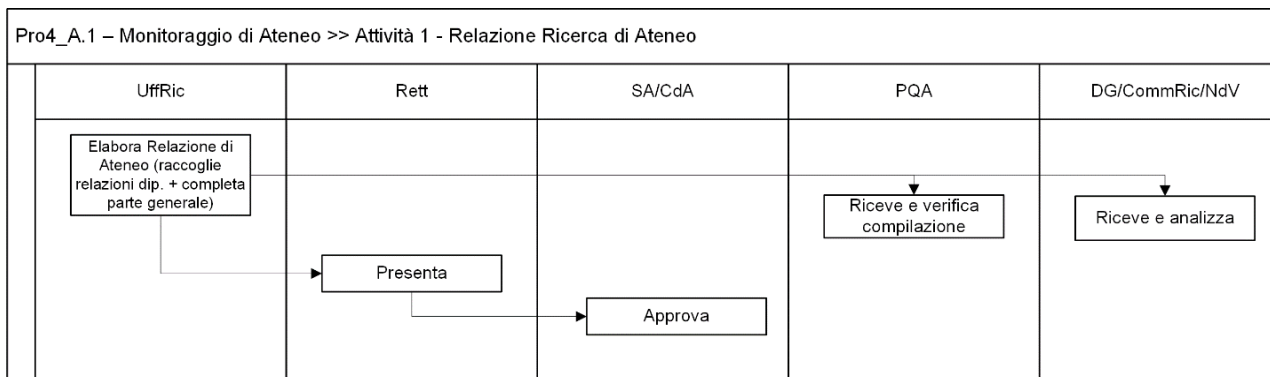 Pro4_A.1 – Monitoraggio di Ateneo >> Attività 1 - Relazione Ricerca di Ateneo
UffRic
Rett
SA/CdA
PQA
DG/CommRic/NdV
Elabora Relazione di
Ateneo (raccoglie
relazioni dip. + completa
parte generale)
Riceve e verifica
compilazione
Riceve e analizza
Presenta
Approva